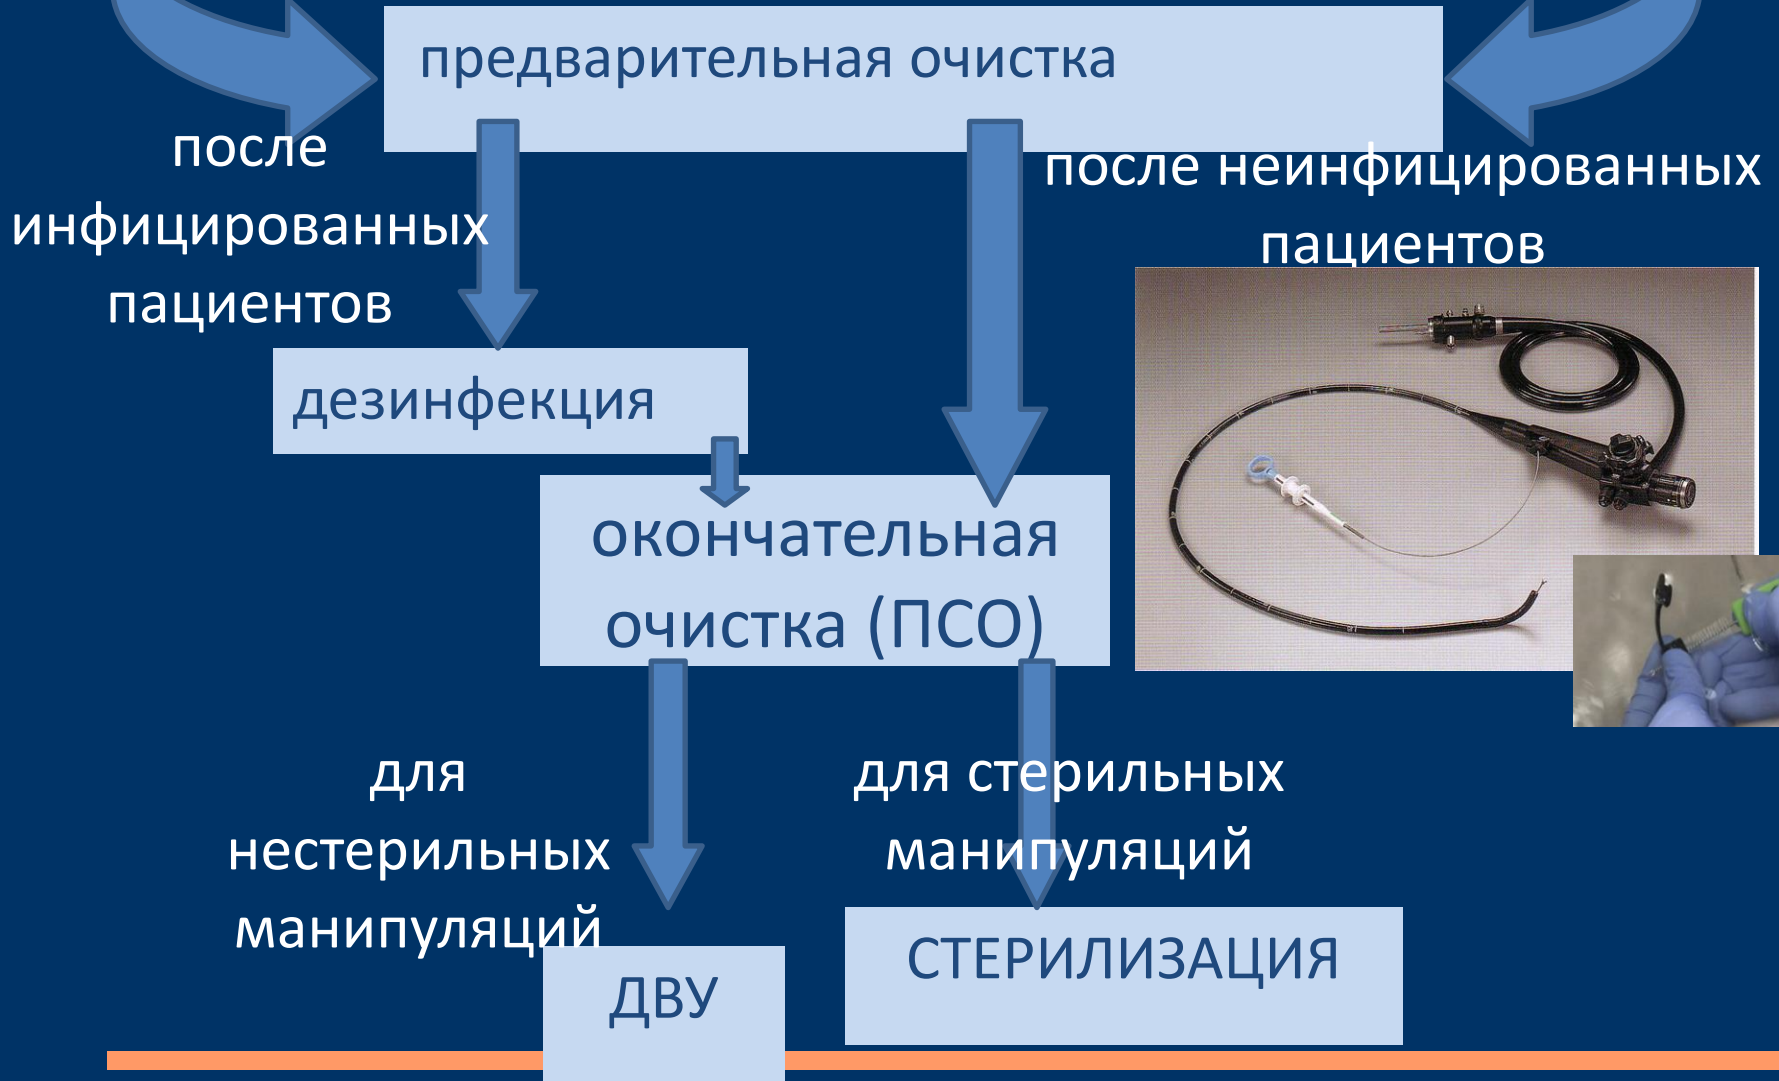 предварительная очистка
после
инфицированных
пациентов
после неинфицированных
пациентов
дезинфекция
окончательная
очистка (ПСО)
для
нестерильных
манипуляций
для стерильных
манипуляций
ДВУ
СТЕРИЛИЗАЦИЯ